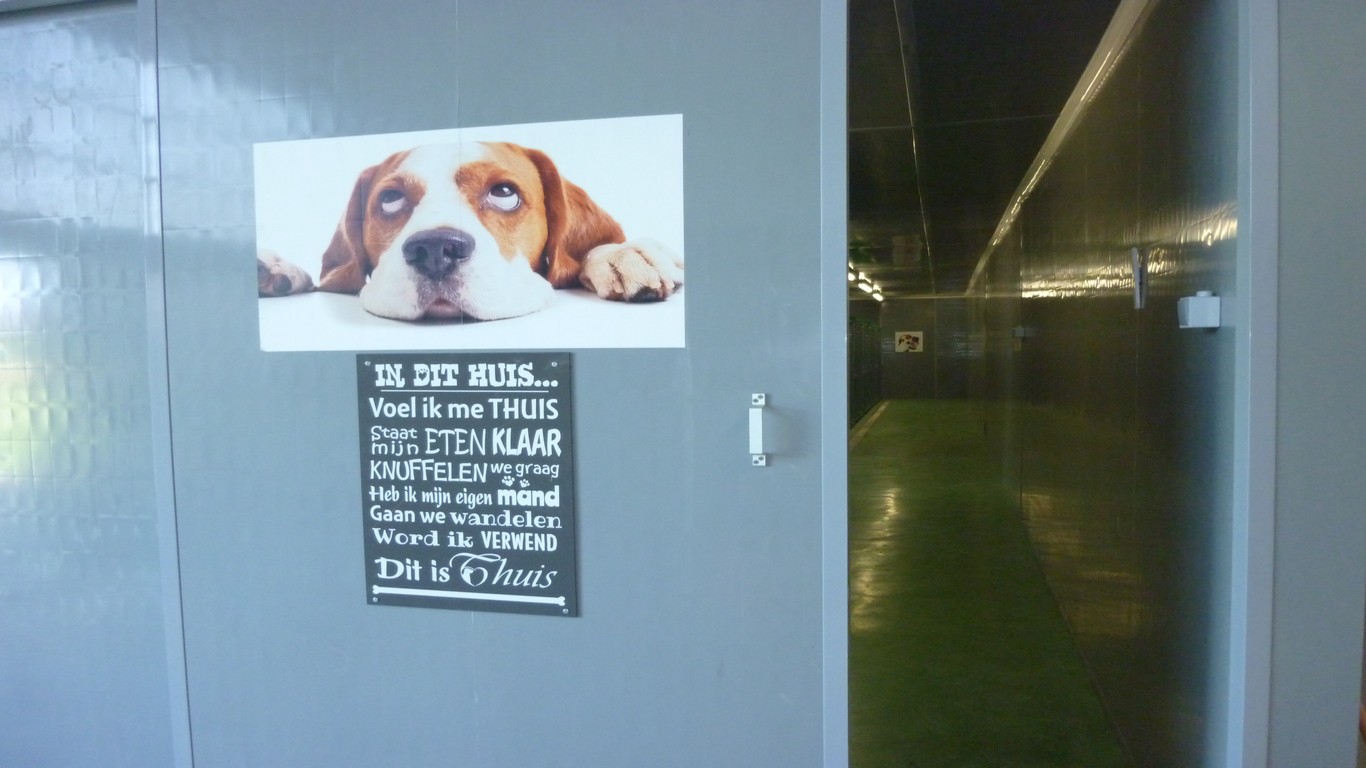 IN DIT HUIS...
Voel ik me THUIS
Staat mijn ETEN KLAAR
KNUFFELEN we graag
Heb ik mijn eigen mand
Gaan we wandelen
Word ik VERWEND
Dit is Thuis